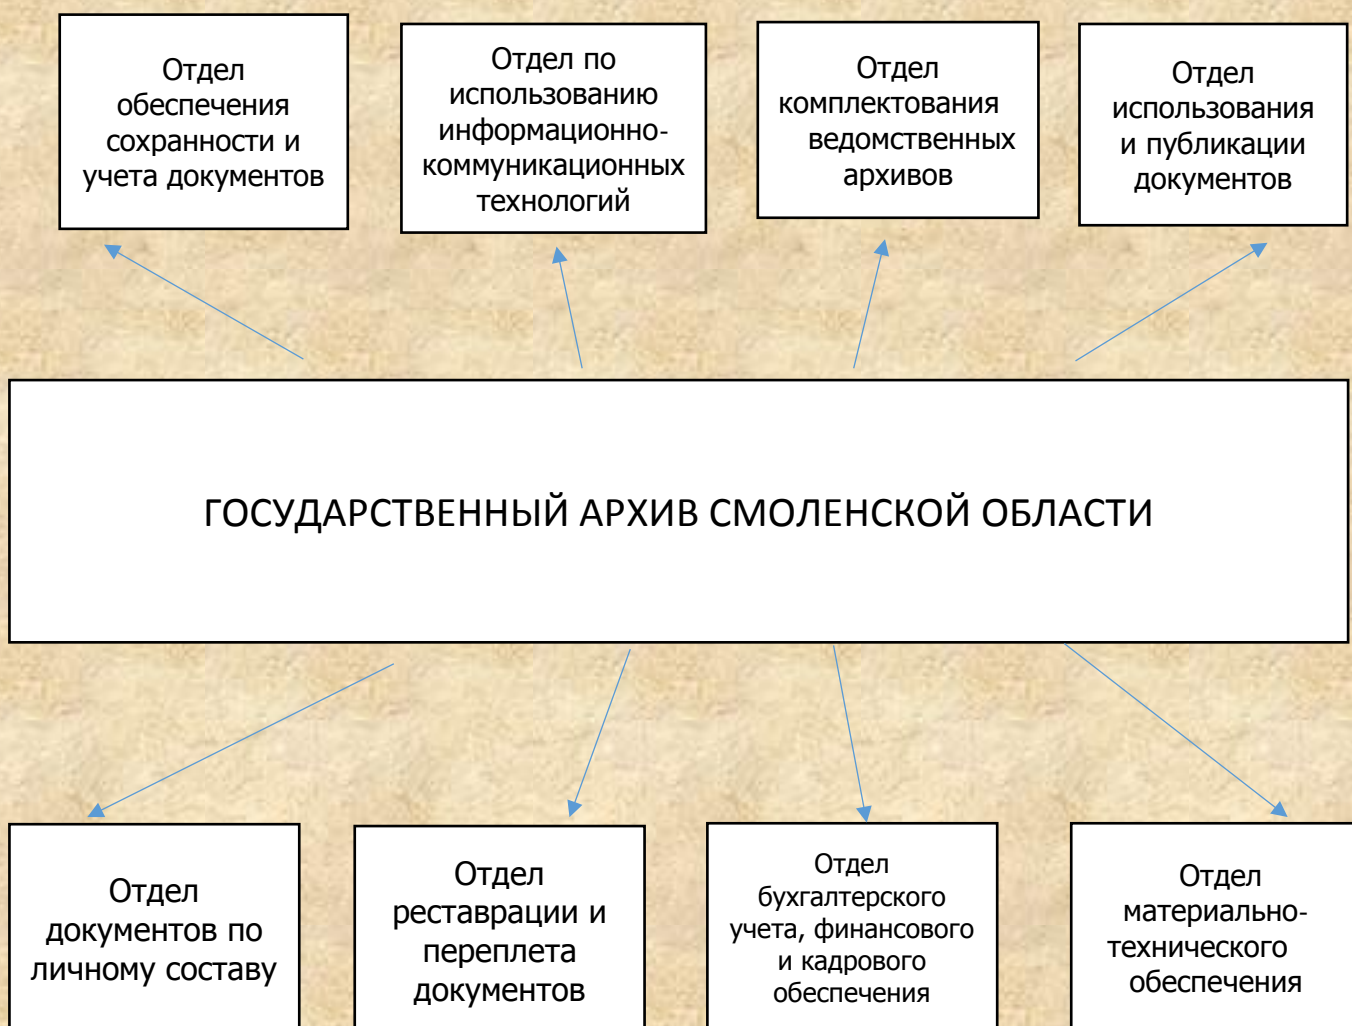 Отдел
обеспечения
сохранности и
учета документов
Отдел по
использованию
информационно-
коммуникационных
технологий
Отдел
комплектования
ведомственных
архивов
Отдел
использования
и публикации
документов
ГОСУДАРСТВЕННЫЙ АРХИВ СМОЛЕНСКОЙ ОБЛАСТИ
Отдел
документов по
личному составу
Отдел
реставрации и
переплета
документов
Отдел
бухгалтерского
учета, финансового
и кадрового
обеспечения
Отдел
материально-
технического
обеспечения